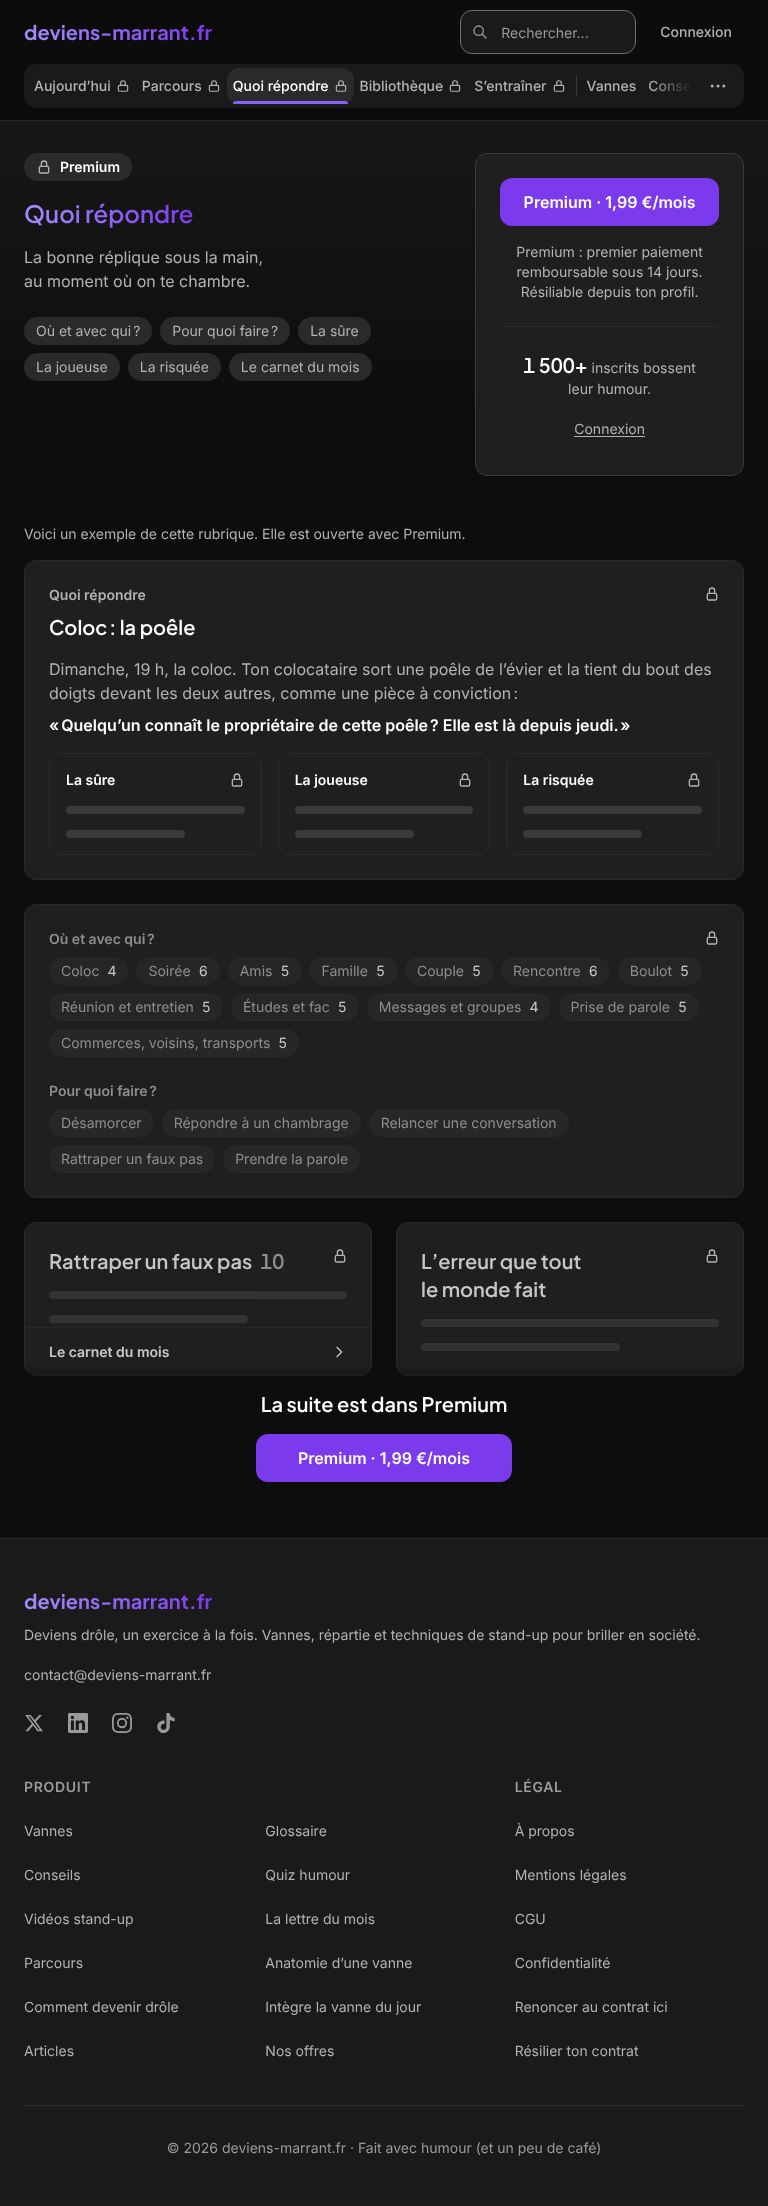 deviens-marrant.fr
Rechercher...
Connexion
Aujourd’hui
Parcours
Quoi répondre
Bibliothèque
S’entraîner
Vannes
Conse
Premium
Quoi répondre
La bonne réplique sous la main,
au moment où on te chambre.
Où et avec qui ?
Pour quoi faire ?
La sûre
La joueuse
La risquée
Le carnet du mois
Premium · 1,99 €/mois
Premium : premier paiement
remboursable sous 14 jours.
Résiliable depuis ton profil.
1 500+ inscrits bossent
leur humour.
Connexion
Voici un exemple de cette rubrique. Elle est ouverte avec Premium.
Quoi répondre
Coloc : la poêle
Dimanche, 19 h, la coloc. Ton colocataire sort une poêle de l’évier et la tient du bout des
doigts devant les deux autres, comme une pièce à conviction :
« Quelqu’un connaît le propriétaire de cette poêle ? Elle est là depuis jeudi. »
La sûre
La joueuse
La risquée
Où et avec qui ?
Coloc 4
Soirée 6
Amis 5
Famille 5
Couple 5
Rencontre 6
Boulot 5
Réunion et entretien 5
Études et fac 5
Messages et groupes 4
Prise de parole 5
Commerces, voisins, transports 5
Pour quoi faire ?
Désamorcer
Répondre à un chambrage
Relancer une conversation
Rattraper un faux pas
Prendre la parole
Rattraper un faux pas 10
Le carnet du mois
L’erreur que tout
le monde fait
La suite est dans Premium
Premium · 1,99 €/mois
deviens-marrant.fr
Deviens drôle, un exercice à la fois. Vannes, répartie et techniques de stand-up pour briller en société.
contact@deviens-marrant.fr
PRODUIT
Vannes
Conseils
Vidéos stand-up
Parcours
Comment devenir drôle
Articles
Glossaire
Quiz humour
La lettre du mois
Anatomie d’une vanne
Intègre la vanne du jour
Nos offres
LÉGAL
À propos
Mentions légales
CGU
Confidentialité
Renoncer au contrat ici
Résilier ton contrat
© 2026 deviens-marrant.fr · Fait avec humour (et un peu de café)